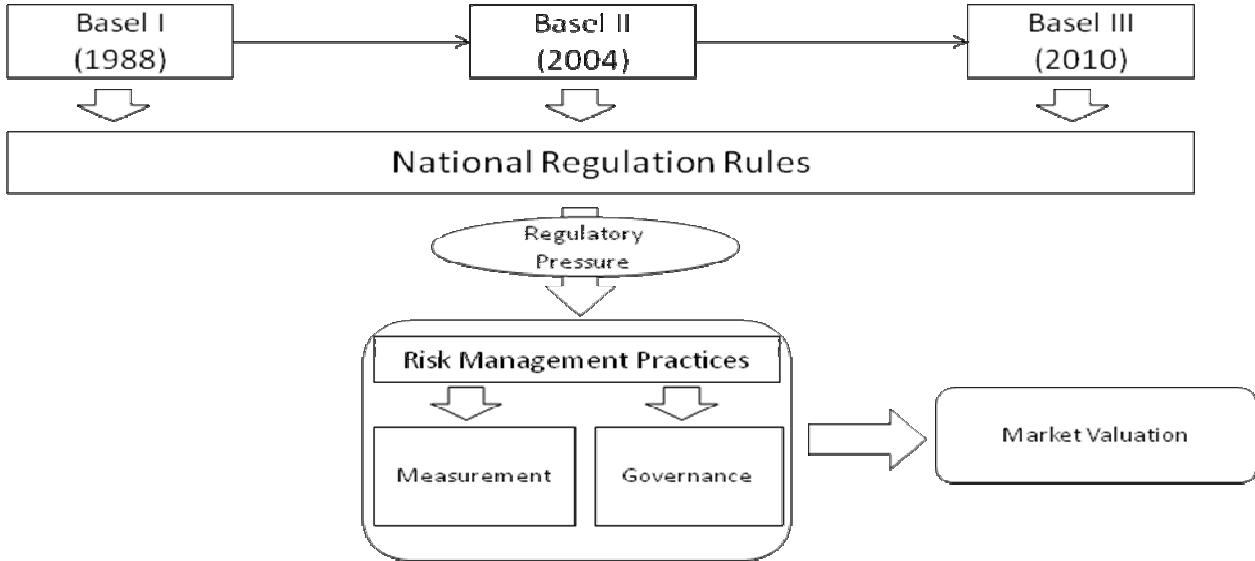 Basel I
(1988)
Basel II
(2004)
Basel III
(2010)
National Regulation Rules
Regulatory
Pressure
Risk Management Practices
Measurement
Governance
Market Valuation